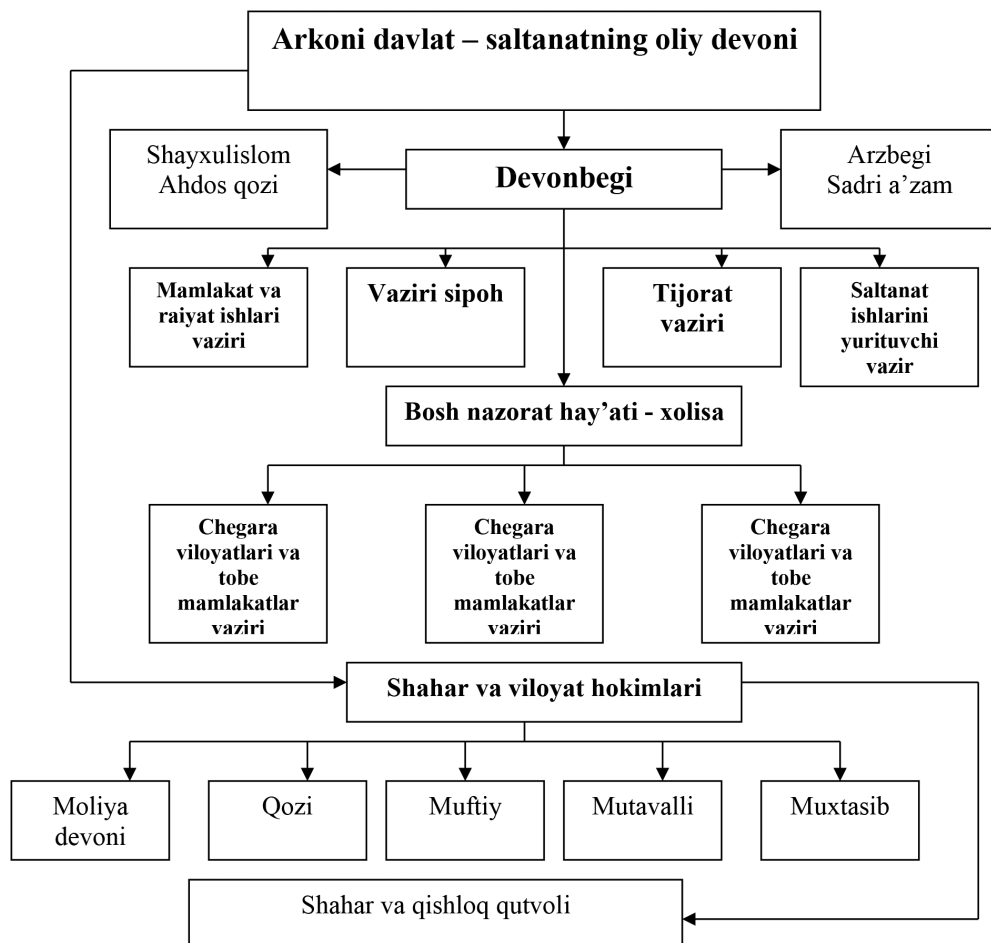 Arkoni davlat – saltanatning oliy devoni
Shayxulislom
Ahdos qozi
Devonbegi
Arzbegi
Sadri a’zam
Mamlakat va
raiyat ishlari
vaziri
Vaziri sipoh
Tijorat
vaziri
Saltanat
ishlarini
yurituvchi
vazir
Bosh nazorat hay’ati - xolisa
Chegara
viloyatlari va
tobe
mamlakatlar
vaziri
Chegara
viloyatlari va
tobe
mamlakatlar
vaziri
Chegara
viloyatlari va
tobe
mamlakatlar
vaziri
Shahar va viloyat hokimlari
Moliya
devoni
Qozi
Muftiy
Mutavalli
Muxtasib
Shahar va qishloq qutvoli